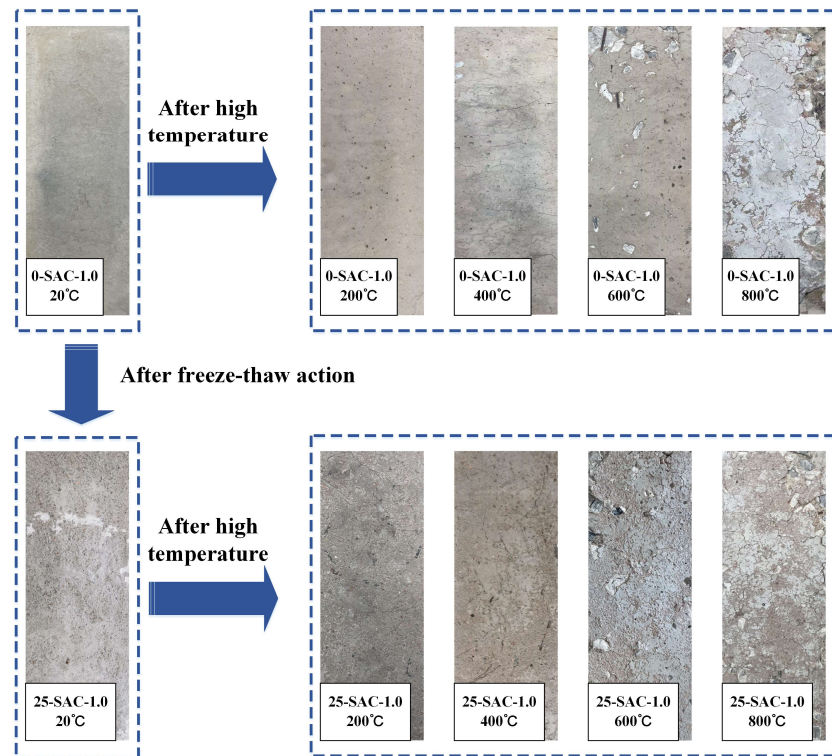 After high
temperature
0-SAC-1.0
20℃
0-SAC-1.0
200℃
0-SAC-1.0
400℃
0-SAC-1.0
600℃
0-SAC-1.0
800℃
After freeze-thaw action
After high
temperature
25-SAC-1.0
20℃
25-SAC-1.0
200℃
25-SAC-1.0
400℃
25-SAC-1.0
600℃
25-SAC-1.0
800℃